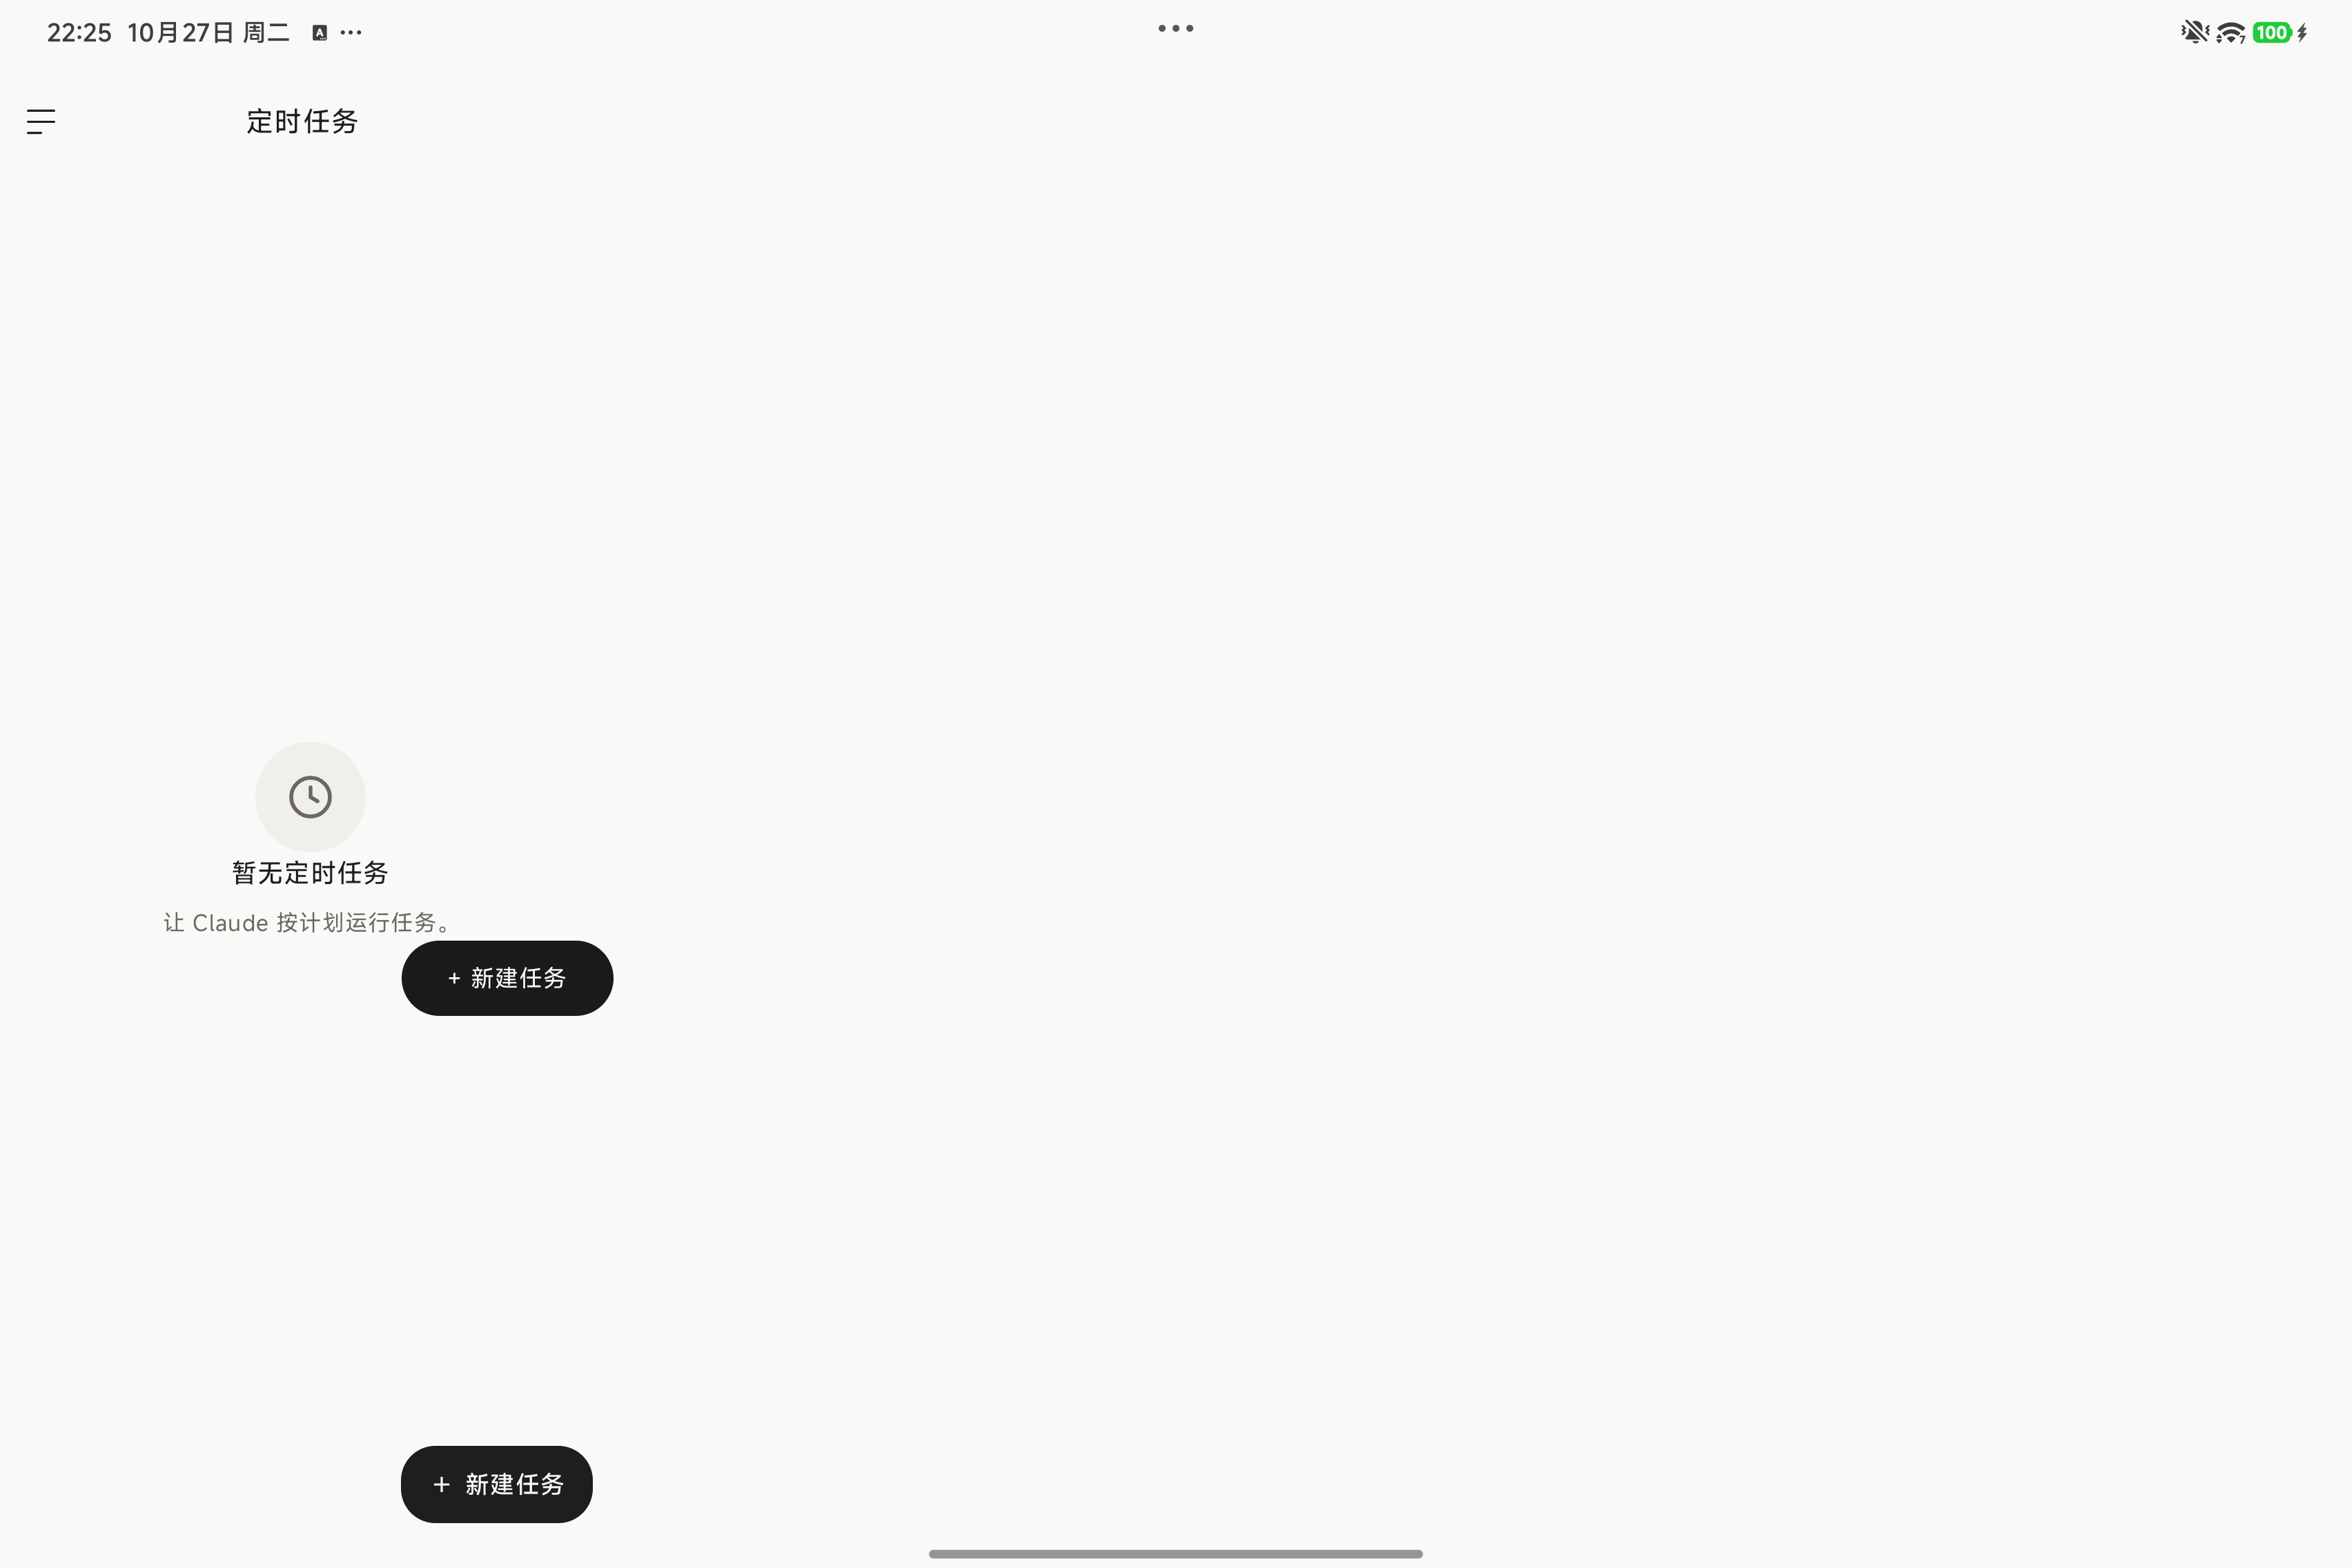 22:25 10月27日 周二 A ···
100
定时任务
暂无定时任务
让 Claude 按计划运行任务。
+ 新建任务
+ 新建任务